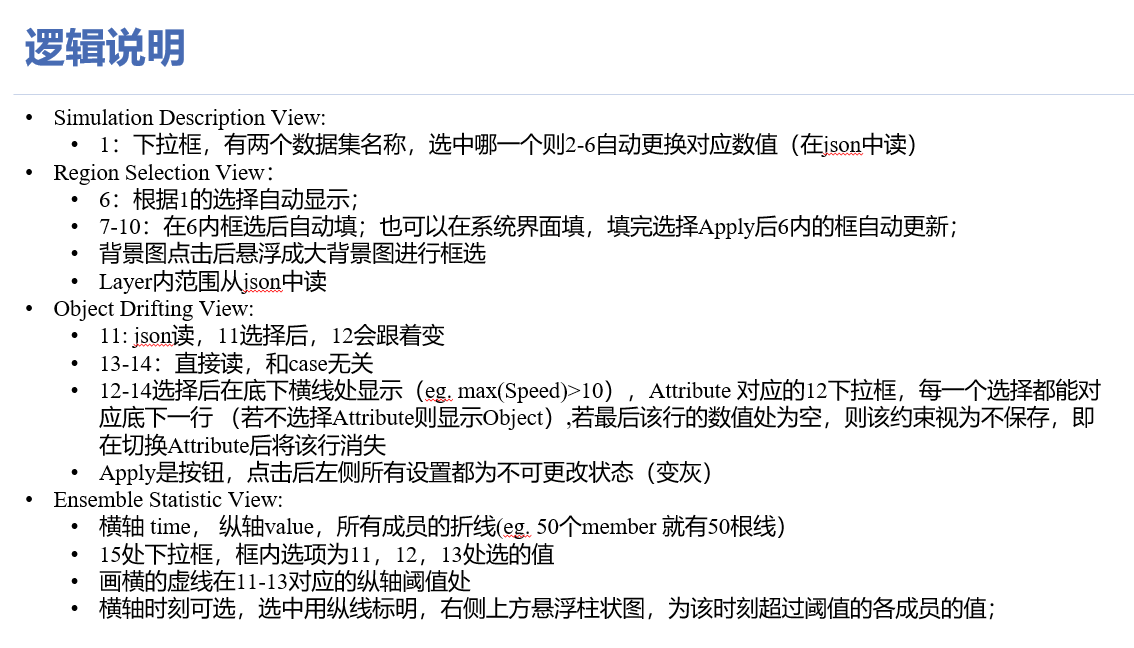 逻辑说明
• Simulation Description View:
• 1：下拉框，有两个数据集名称，选中哪一个则2-6自动更换对应数值（在json中读）
• Region Selection View：
• 6：根据1的选择自动显示；
• 7-10：在6内框选后自动填；也可以在系统界面填，填完选择Apply后6内的框自动更新；
• 背景图点击后悬浮成大背景图进行框选
• Layer内范围从json中读
• Object Drifting View:
• 11: json读，11选择后，12会跟着变
• 13-14：直接读，和case无关
• 12-14选择后在底下横线处显示（eg. max(Speed)>10），Attribute 对应的12下拉框，每一个选择都能对
应底下一行 （若不选择Attribute则显示Object）,若最后该行的数值处为空，则该约束视为不保存，即
在切换Attribute后将该行消失
• Apply是按钮，点击后左侧所有设置都为不可更改状态（变灰）
• Ensemble Statistic View:
• 横轴 time， 纵轴value，所有成员的折线(eg. 50个member 就有50根线）
• 15处下拉框，框内选项为11，12，13处选的值
• 画横的虚线在11-13对应的纵轴阈值处
• 横轴时刻可选，选中用纵线标明，右侧上方悬浮柱状图，为该时刻超过阈值的各成员的值；